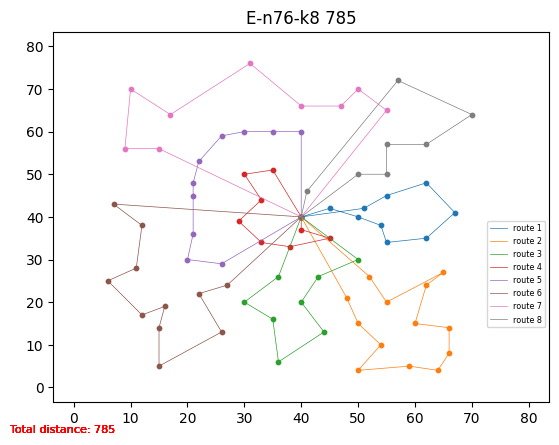 E-n76-k8 785
80
70
60
50
40
30
20
10
0
route 1
route 2
route 3
route 4
route 5
route 6
route 7
route 8
0 10 20 30 40 50 60 70 80
Total distance: 785